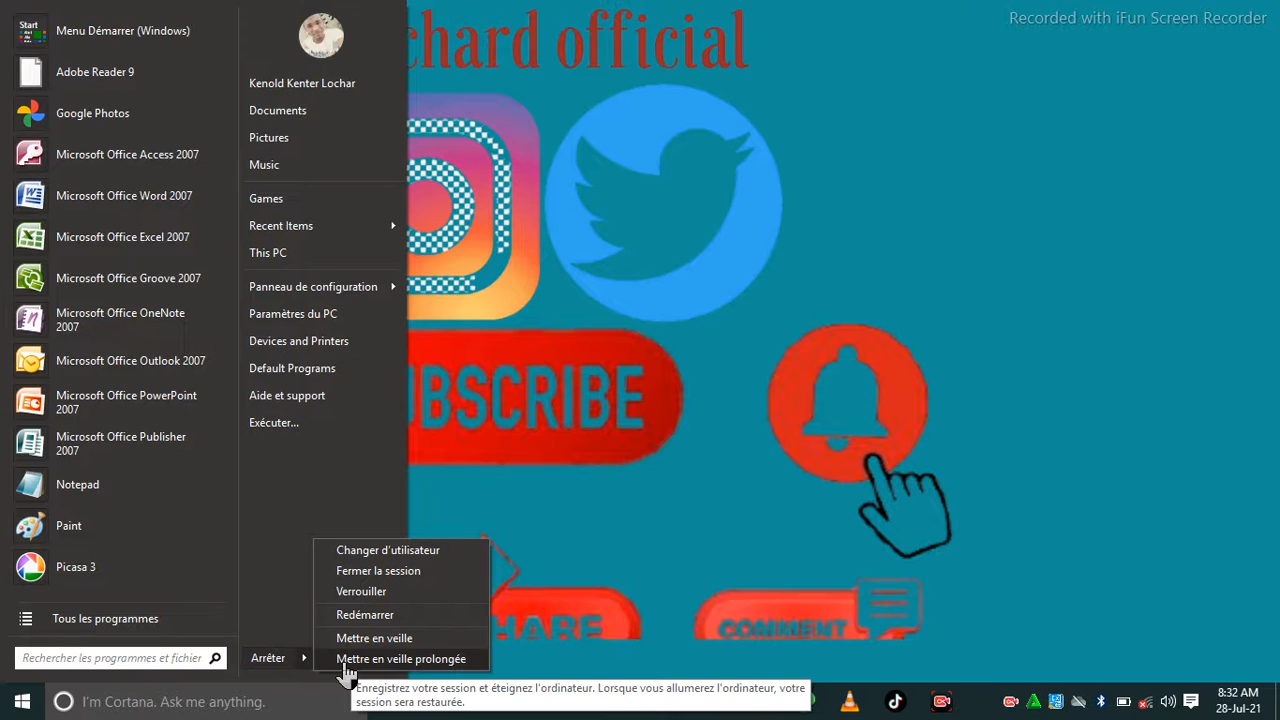 Start
Menu Démarrer (Windows)
Adobe Reader 9
Google Photos
Microsoft Office Access 2007
Microsoft Office Word 2007
Microsoft Office Excel 2007
Microsoft Office Groove 2007
Microsoft Office OneNote
2007
Microsoft Office Outlook 2007
Microsoft Office PowerPoint
2007
Microsoft Office Publisher
2007
Notepad
Paint
Picasa 3
Tous les programmes
Rechercher les programmes et fichier
Kenold Kenter Lochar
Documents
Pictures
Music
Games
Recent Items
This PC
Panneau de configuration
Paramètres du PC
Devices and Printers
Default Programs
Aide et support
Exécuter...
Arrêter
Changer d'utilisateur
Fermer la session
Verrouiller
Redémarrer
Mettre en veille
Mettre en veille prolongée
Enregistrez votre session et éteignez l'ordinateur. Lorsque vous allumerez l'ordinateur, votre
session sera restaurée.
chard official
Recorded with iFun Screen Recorder
UBSCRIBE
SHARE
COMMENT
I'm Cortana. Ask me anything.
8:32 AM
28-Jul-21